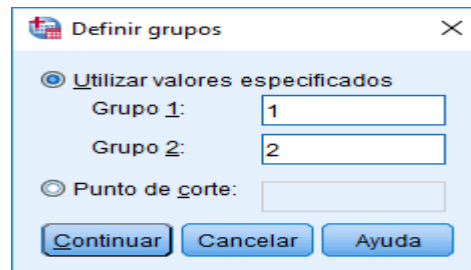 Definir grupos
Utilizar valores especificados
Grupo 1: 1
Grupo 2: 2
Punto de corte:
Continuar Cancelar Ayuda